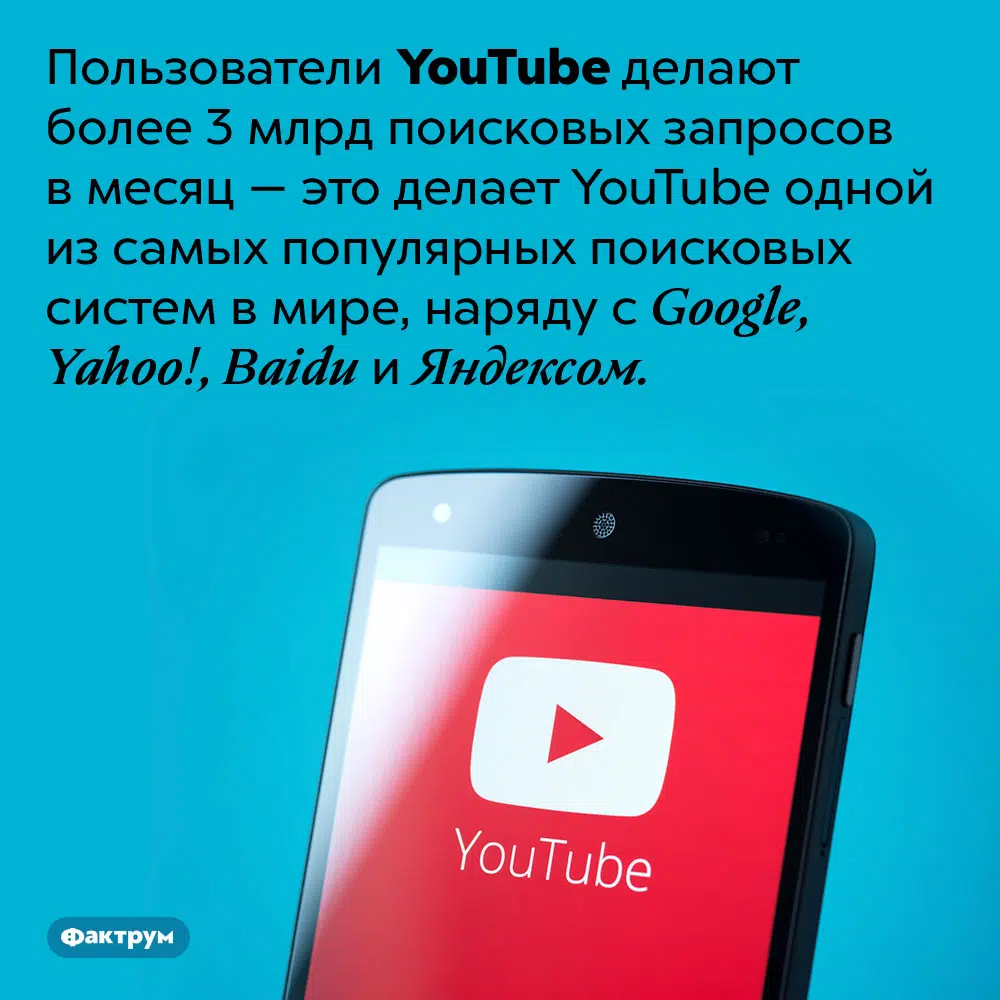 Пользователи YouTube делают
более 3 млрд поисковых запросов
в месяц — это делает YouTube одной
из самых популярных поисковых
систем в мире, наряду с Google,
Yahoo!, Baidu и Яндексом.
YouTube
Фактрум